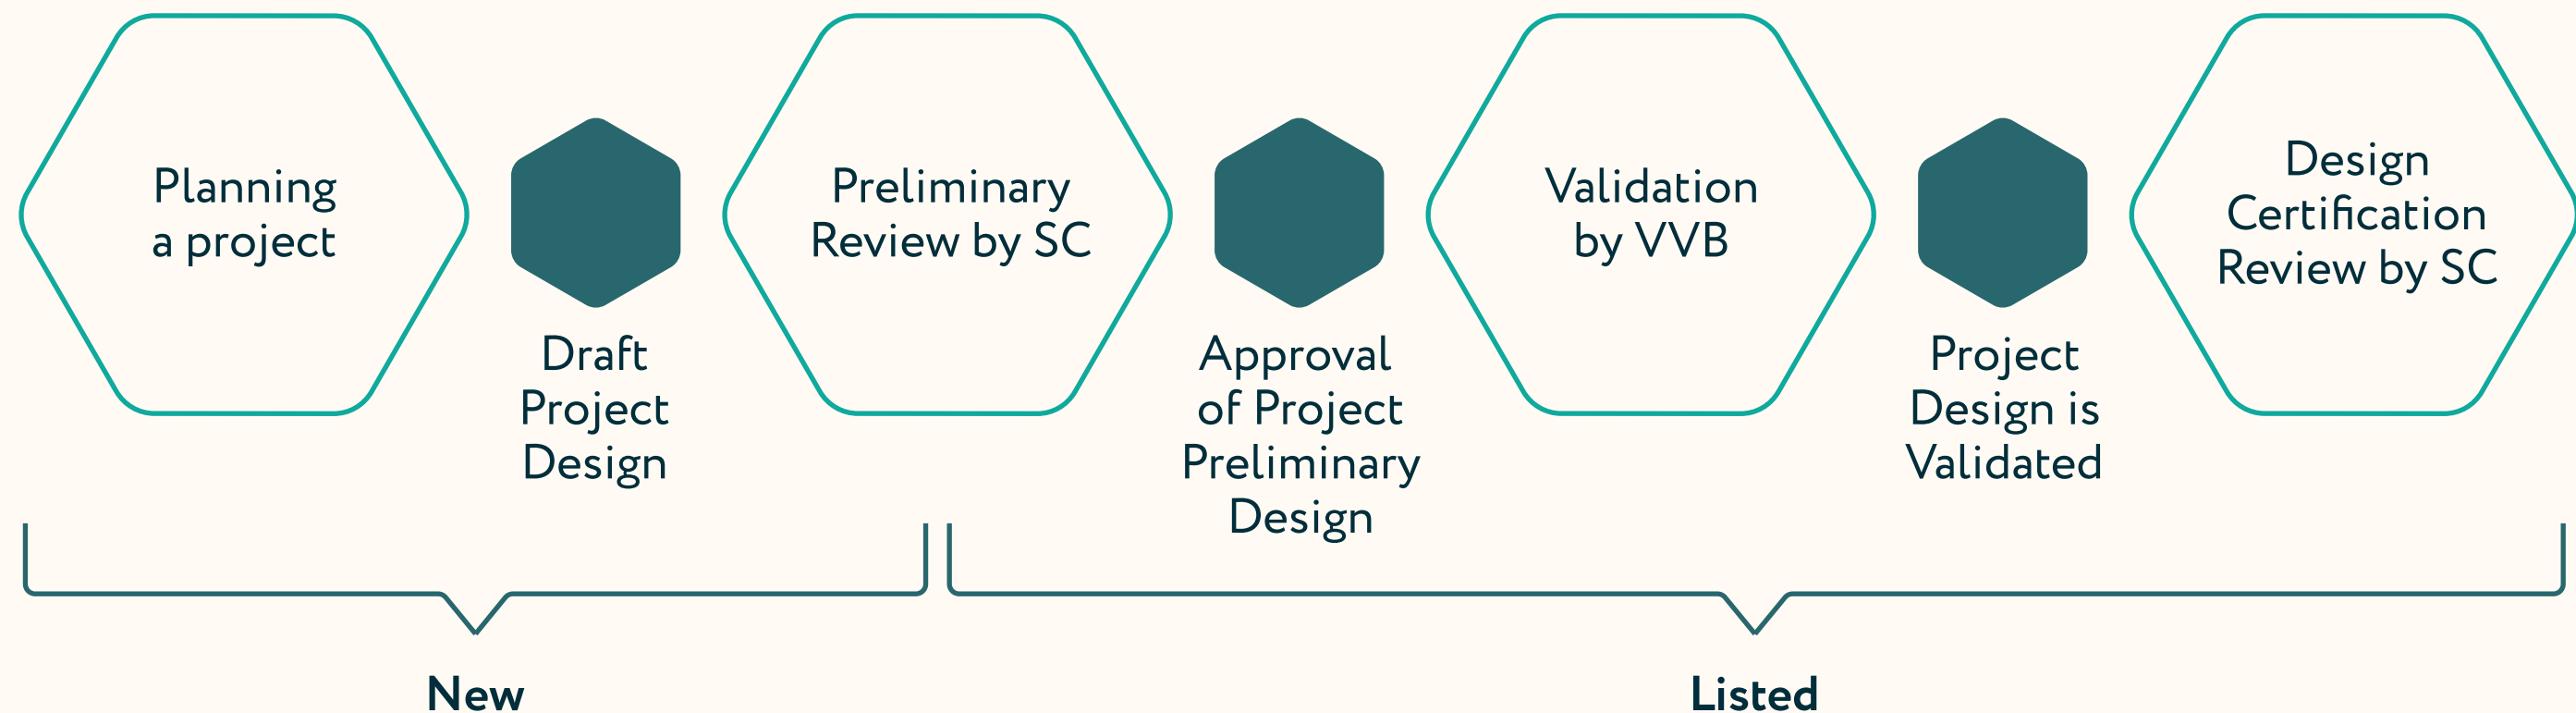 Planning
a project
Draft
Project
Design
Preliminary
Review by SC
Approval
of Project
Preliminary
Design
Validation
by VVB
Project
Design is
Validated
Design
Certification
Review by SC
New
Listed